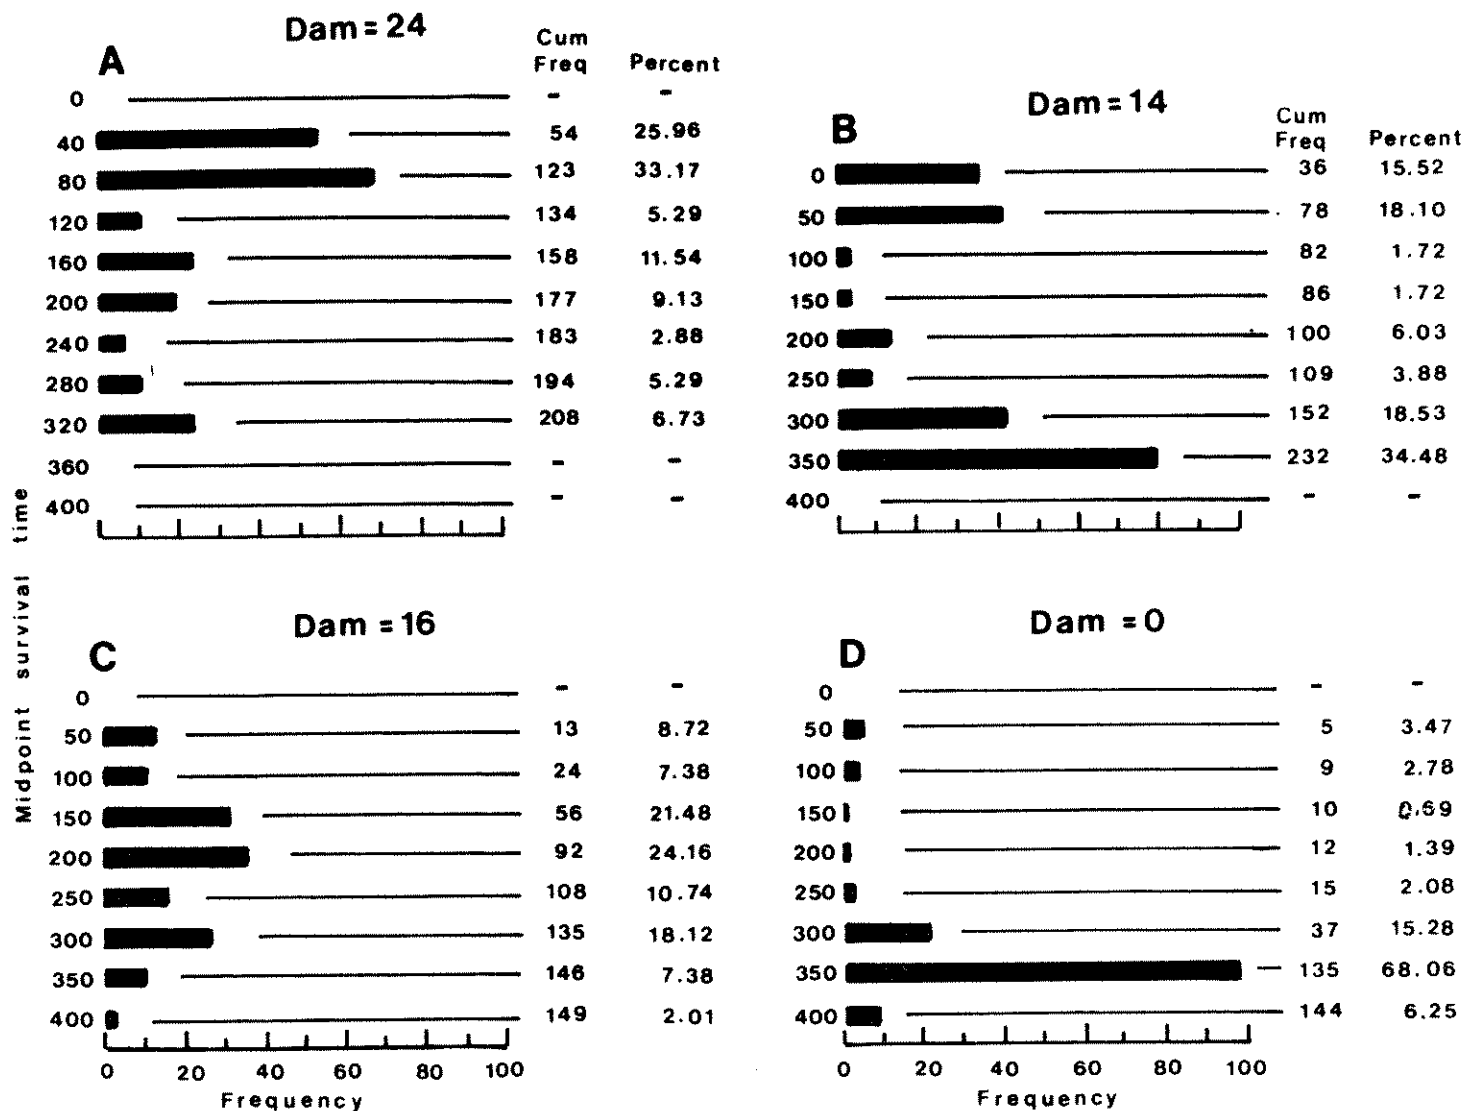 Dam = 24
A
Cum Freq Percent
0 - -
40 54 25.96
80 123 33.17
120 134 5.29
160 158 11.54
200 177 9.13
240 183 2.88
280 194 5.29
320 208 6.73
360 - -
400 - -
Dam = 14
B
Cum Freq Percent
0 36 15.52
50 78 18.10
100 82 1.72
150 86 1.72
200 100 6.03
250 109 3.88
300 152 18.53
350 232 34.48
400 - -
Midpoint survival time
Dam = 16
C
0 - -
50 13 8.72
100 24 7.38
150 56 21.48
200 92 24.16
250 108 10.74
300 135 18.12
350 146 7.38
400 149 2.01
0 20 40 60 80 100
Frequency
Dam = 0
D
0 - -
50 5 3.47
100 9 2.78
150 10 0.69
200 12 1.39
250 15 2.08
300 37 15.28
350 135 68.06
400 144 6.25
0 20 40 60 80 100
Frequency